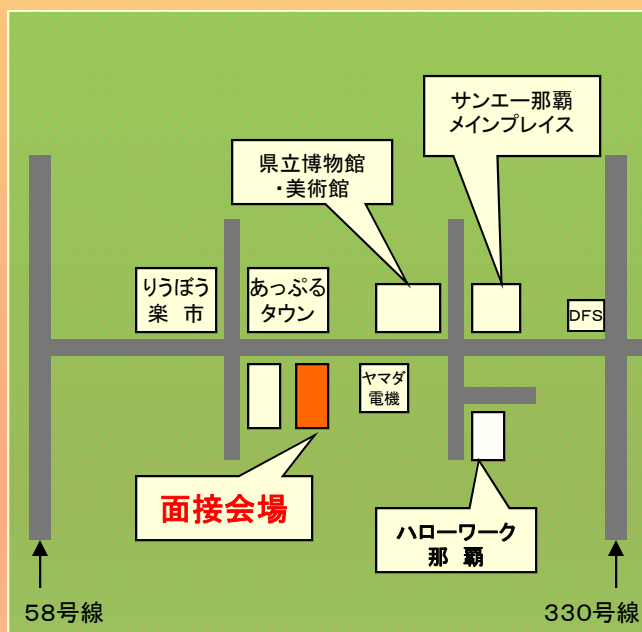 サンエー那覇
メインプレイス
県立博物館
・美術館
りうぼう
楽 市
あっぷる
タウン
DFS
ヤマダ
電機
面接会場
ハローワーク
那 覇
58号線
330号線